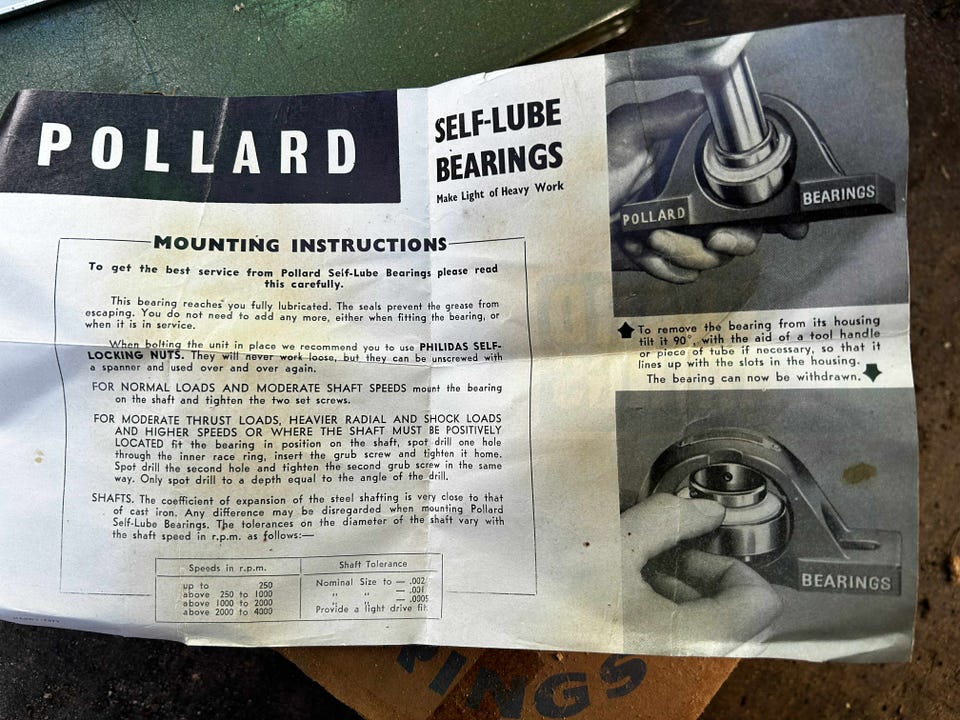 POLLARD
SELF-LUBE
BEARINGS
Make Light of Heavy Work
MOUNTING INSTRUCTIONS
To get the best service from Pollard Self-Lube Bearings please read
this carefully.
This bearing reaches you fully lubricated. The seals prevent the grease from
escaping. You do not need to add any more, either when fitting the bearing, or
when it is in service.
When bolting the unit in place we recommend you to use PHILIDAS SELF-
LOCKING NUTS. They will never work loose, but they can be unscrewed with
a spanner and used over and over again.
FOR NORMAL LOADS AND MODERATE SHAFT SPEEDS mount the bearing
on the shaft and tighten the two set screws.
FOR MODERATE THRUST LOADS, HEAVIER RADIAL AND SHOCK LOADS
AND HIGHER SPEEDS OR WHERE THE SHAFT MUST BE POSITIVELY
LOCATED fit the bearing in position on the shaft, spot drill one hole
through the inner race ring, insert the grub screw and tighten it home.
Spot drill the second hole and tighten the second grub screw in the same
way. Only spot drill to a depth equal to the angle of the drill.
SHAFTS. The coefficient of expansion of the steel shafting is very close to that
of cast iron. Any difference may be disregarded when mounting Pollard
Self-Lube Bearings. The tolerances on the diameter of the shaft vary with
the shaft speed in r.p.m. as follows:—
Speeds in r.p.m. Shaft Tolerance
up to 250 Nominal Size to — .002
above 250 to 1000 " " — .001
above 1000 to 2000 " " — .0005
above 2000 to 4000 Provide a light drive fit
POLLARD BEARINGS
To remove the bearing from its housing
tilt it 90°, with the aid of a tool handle
or piece of tube if necessary, so that it
lines up with the slots in the housing.
The bearing can now be withdrawn.
BEARINGS
RINGS